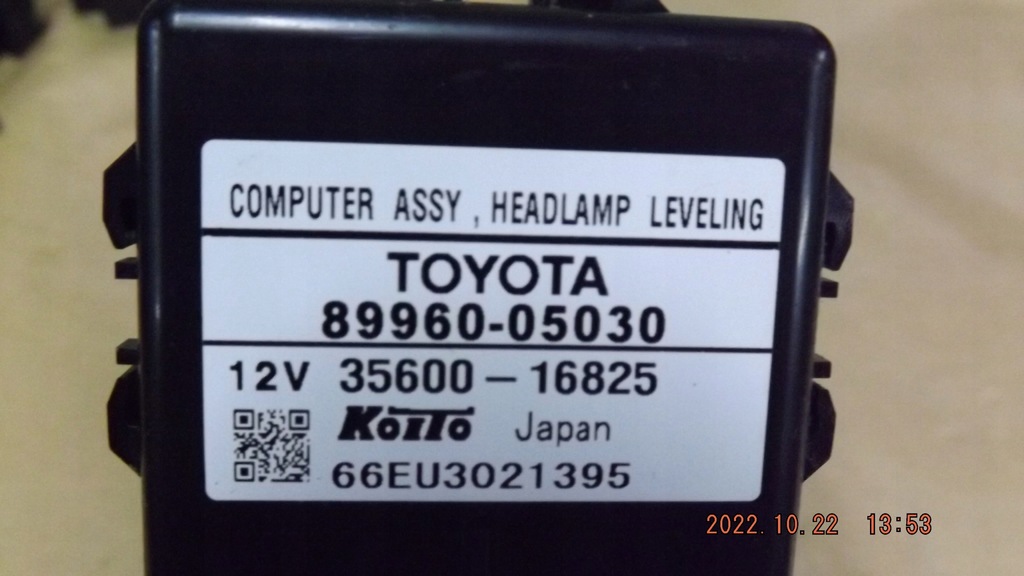 COMPUTER ASSY , HEADLAMP LEVELING
TOYOTA
89960-05030
12V 35600 - 16825
KOITO Japan
66EU3021395
2022.10.22 13:53